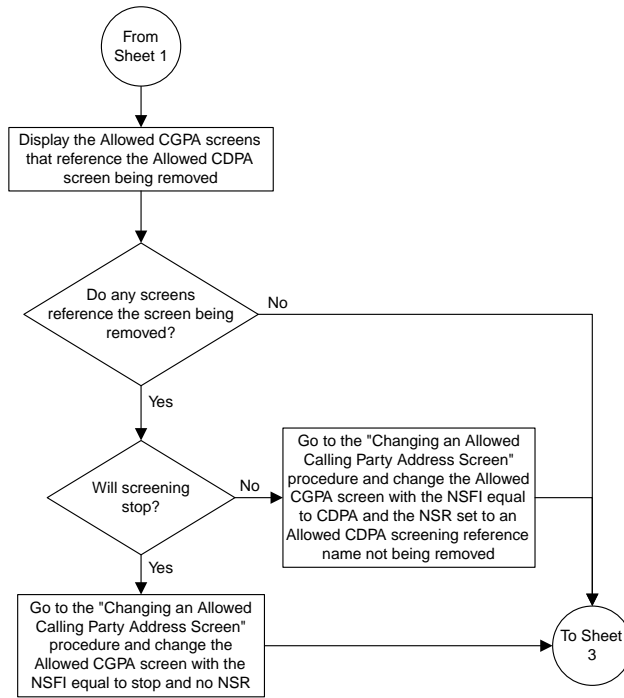 From
Sheet 1
Display the Allowed CGPA screens
that reference the Allowed CDPA
screen being removed
Do any screens
reference the screen being
removed?
No
Yes
Will screening
stop?
No
Go to the "Changing an Allowed
Calling Party Address Screen"
procedure and change the Allowed
CGPA screen with the NSFI equal
to CDPA and the NSR set to an
Allowed CDPA screening reference
name not being removed
Yes
Go to the "Changing an Allowed
Calling Party Address Screen"
procedure and change the
Allowed CGPA screen with the
NSFI equal to stop and no NSR
To Sheet
3